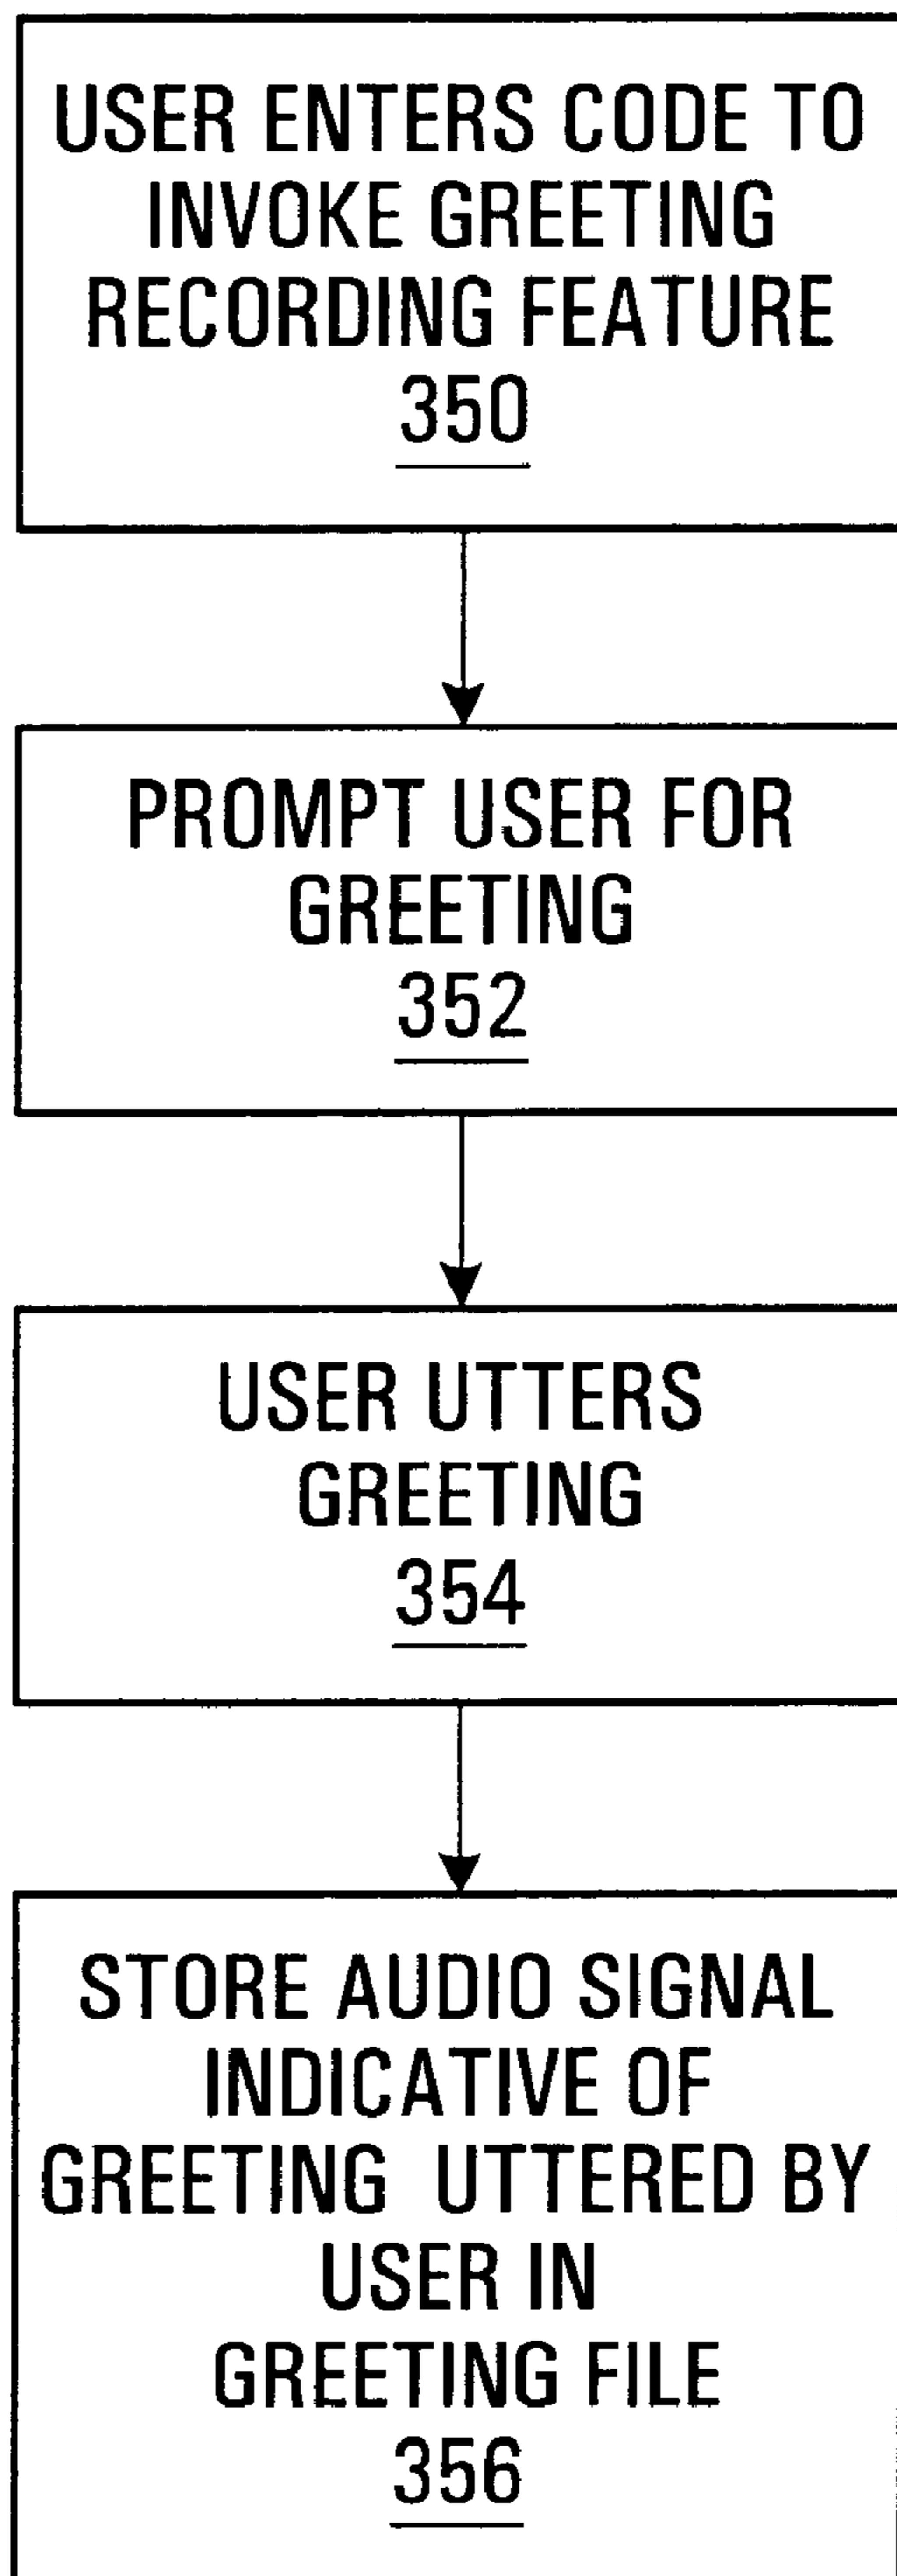 USER ENTERS CODE TO
INVOKE GREETING
RECORDING FEATURE
350
PROMPT USER FOR
GREETING
352
USER UTTERS
GREETING
354
STORE AUDIO SIGNAL
INDICATIVE OF
GREETING UTTERED BY
USER IN
GREETING FILE
356